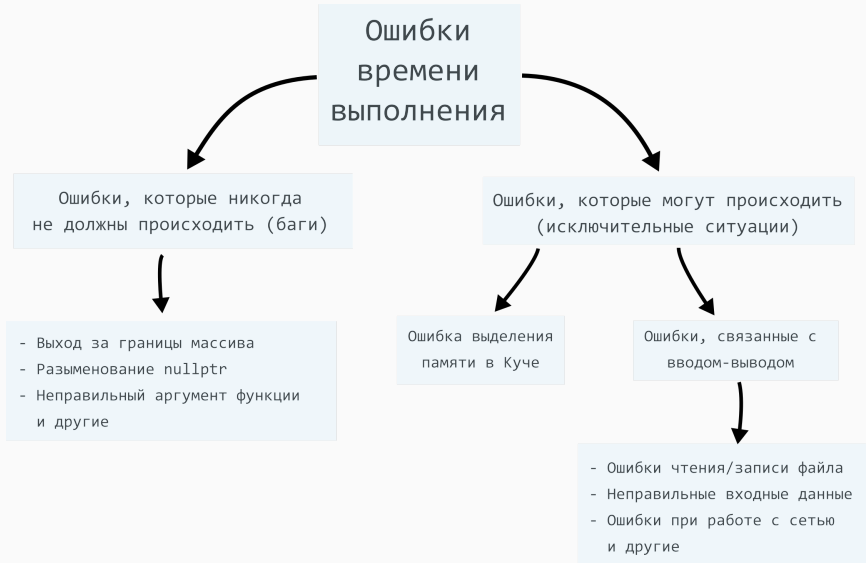 Ошибки
времени
выполнения
Ошибки, которые никогда
не должны происходить (баги)
Ошибки, которые могут происходить
(исключительные ситуации)
- Выход за границы массива
- Разыменование nullptr
- Неправильный аргумент функции
и другие
Ошибка выделения
памяти в Куче
Ошибки, связанные с
вводом-выводом
- Ошибки чтения/записи файла
- Неправильные входные данные
- Ошибки при работе с сетью
и другие